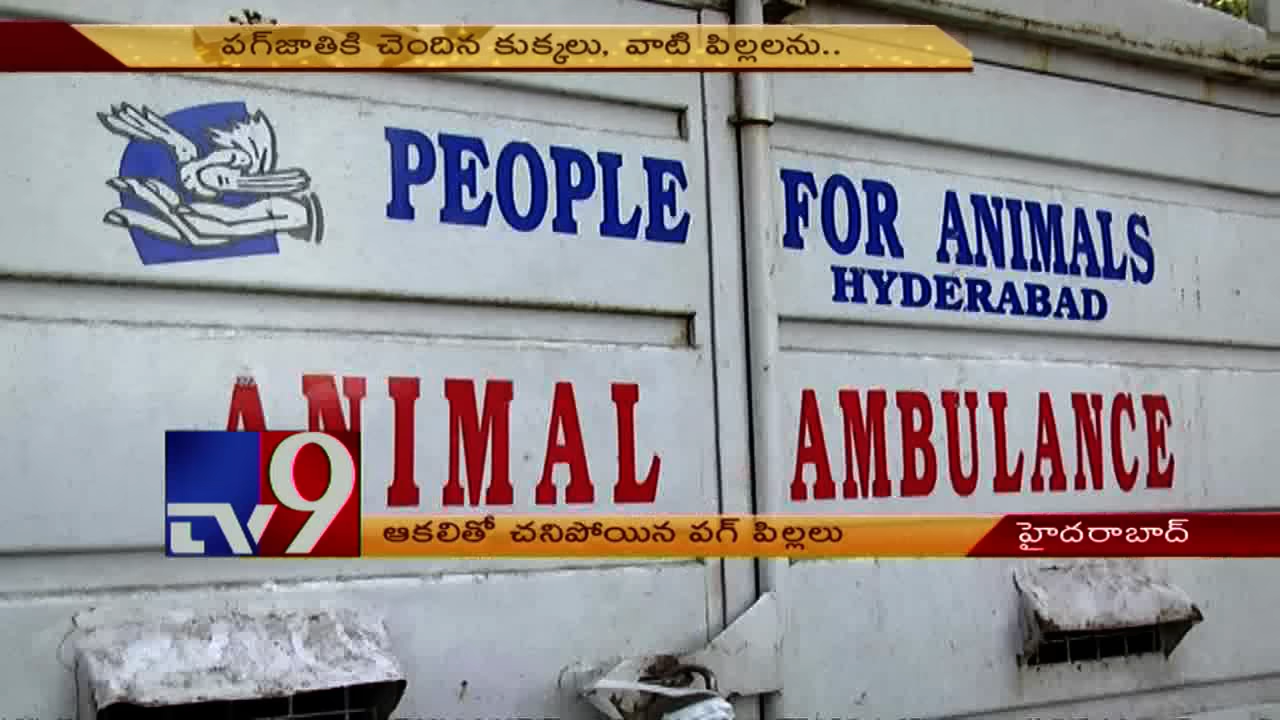 పగ్‌జాతికి చెందిన కుక్కలు, వాటి పిల్లలను..
PEOPLE FOR ANIMALS
HYDERABAD
ANIMAL AMBULANCE
TV9
ఆకలితో చనిపోయిన పగ్ పిల్లలు
హైదరాబాద్